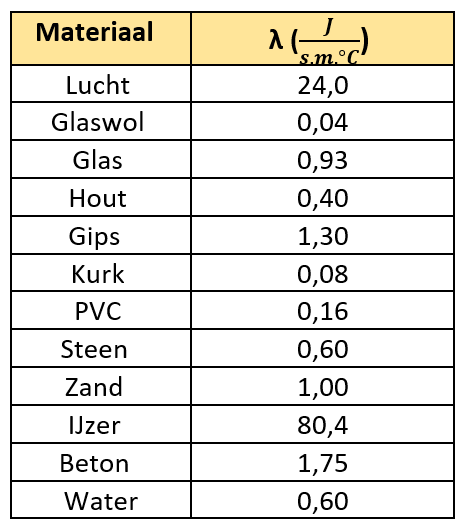 Materiaal λ (J/s.m.°C)
Lucht 24,0
Glaswol 0,04
Glas 0,93
Hout 0,40
Gips 1,30
Kurk 0,08
PVC 0,16
Steen 0,60
Zand 1,00
IJzer 80,4
Beton 1,75
Water 0,60